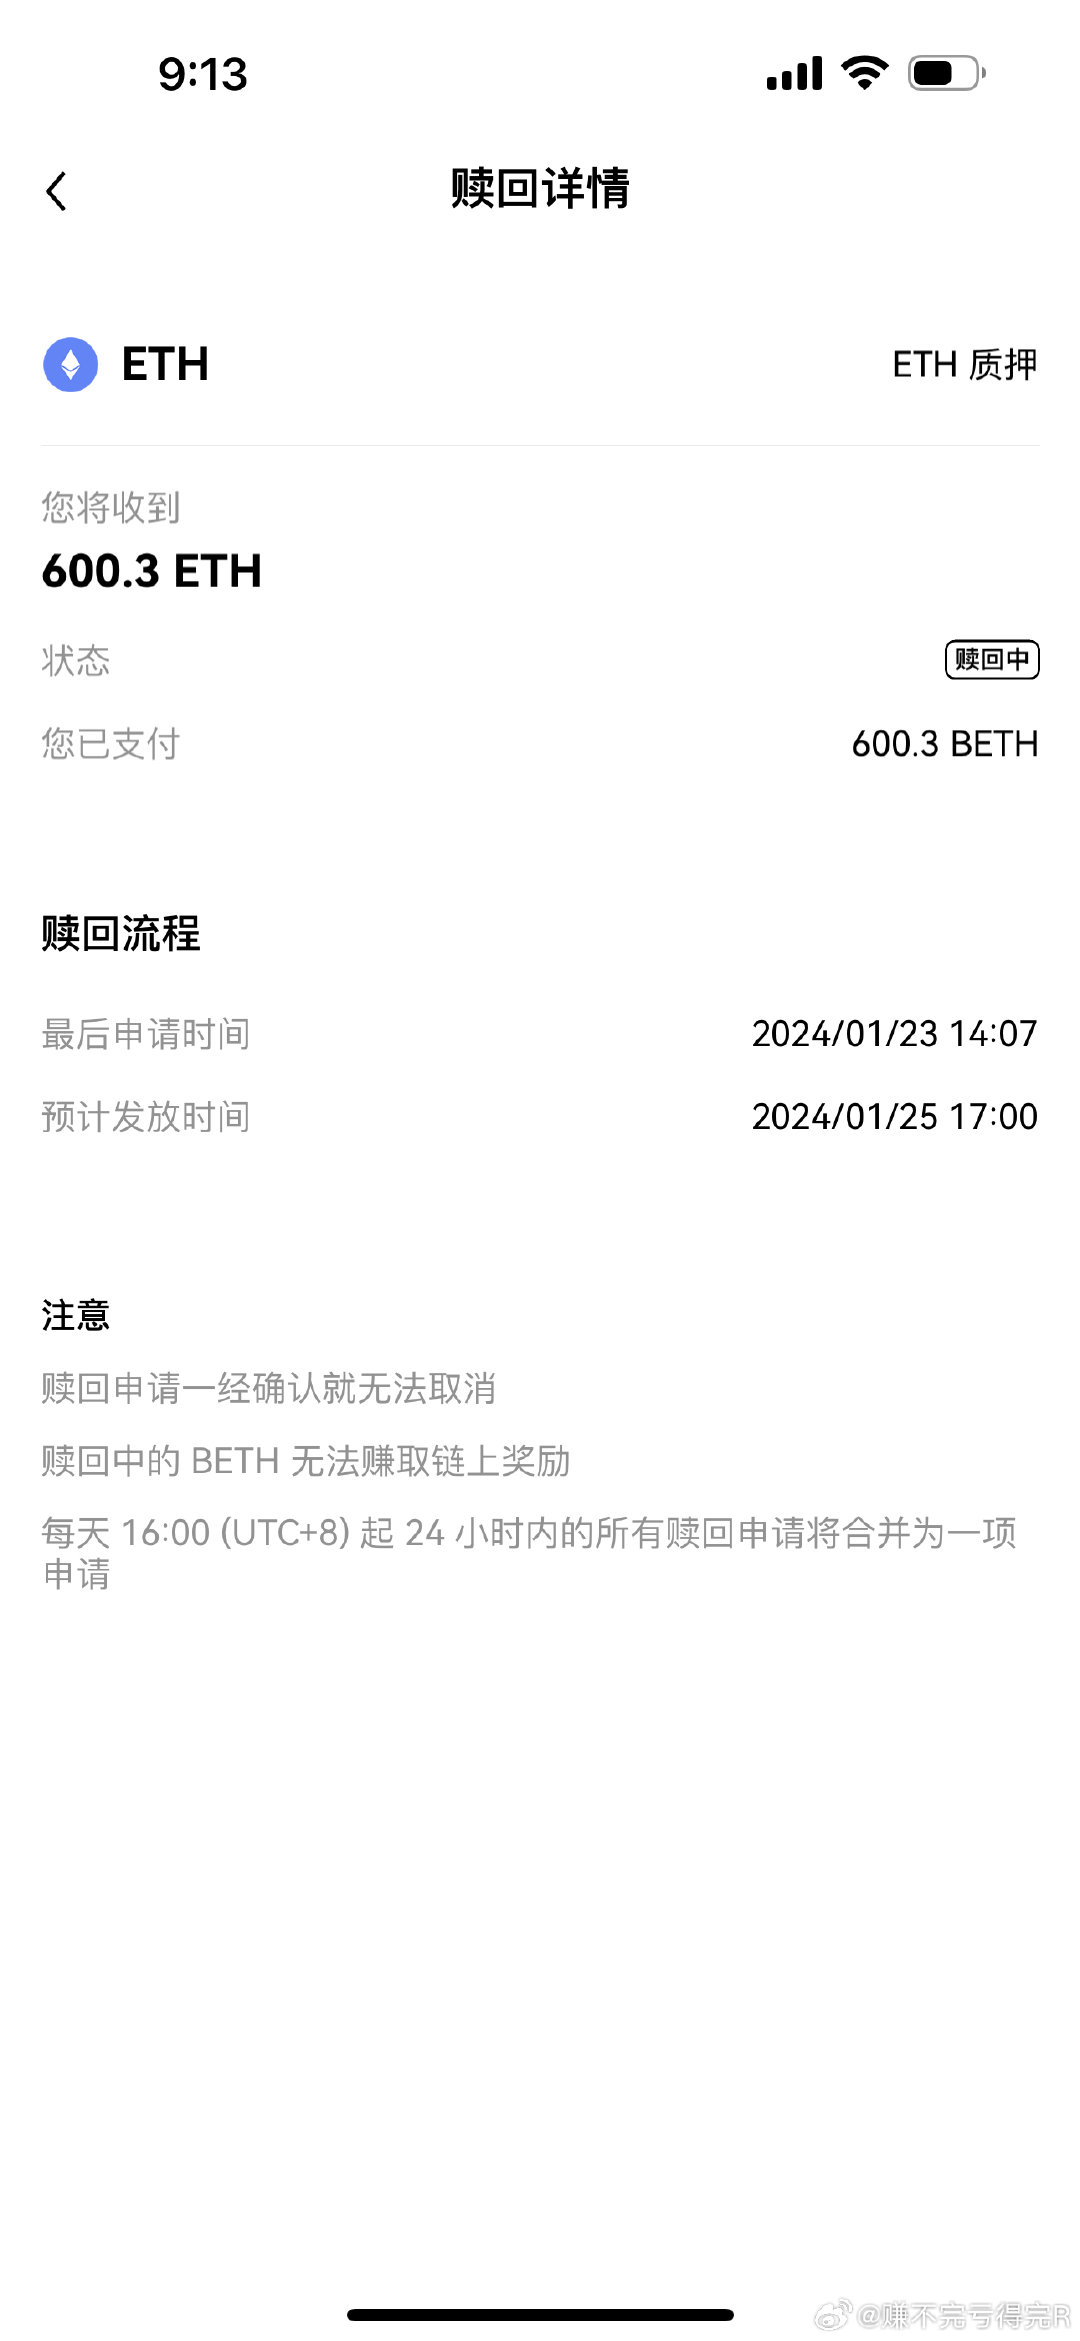 9:13
赎回详情
ETH
ETH 质押
您将收到
600.3 ETH
状态
赎回中
您已支付
600.3 BETH
赎回流程
最后申请时间
2024/01/23 14:07
预计发放时间
2024/01/25 17:00
注意
赎回申请一经确认就无法取消
赎回中的 BETH 无法赚取链上奖励
每天 16:00 (UTC+8) 起 24 小时内的所有赎回申请将合并为一项
申请
@赚不完亏得完R